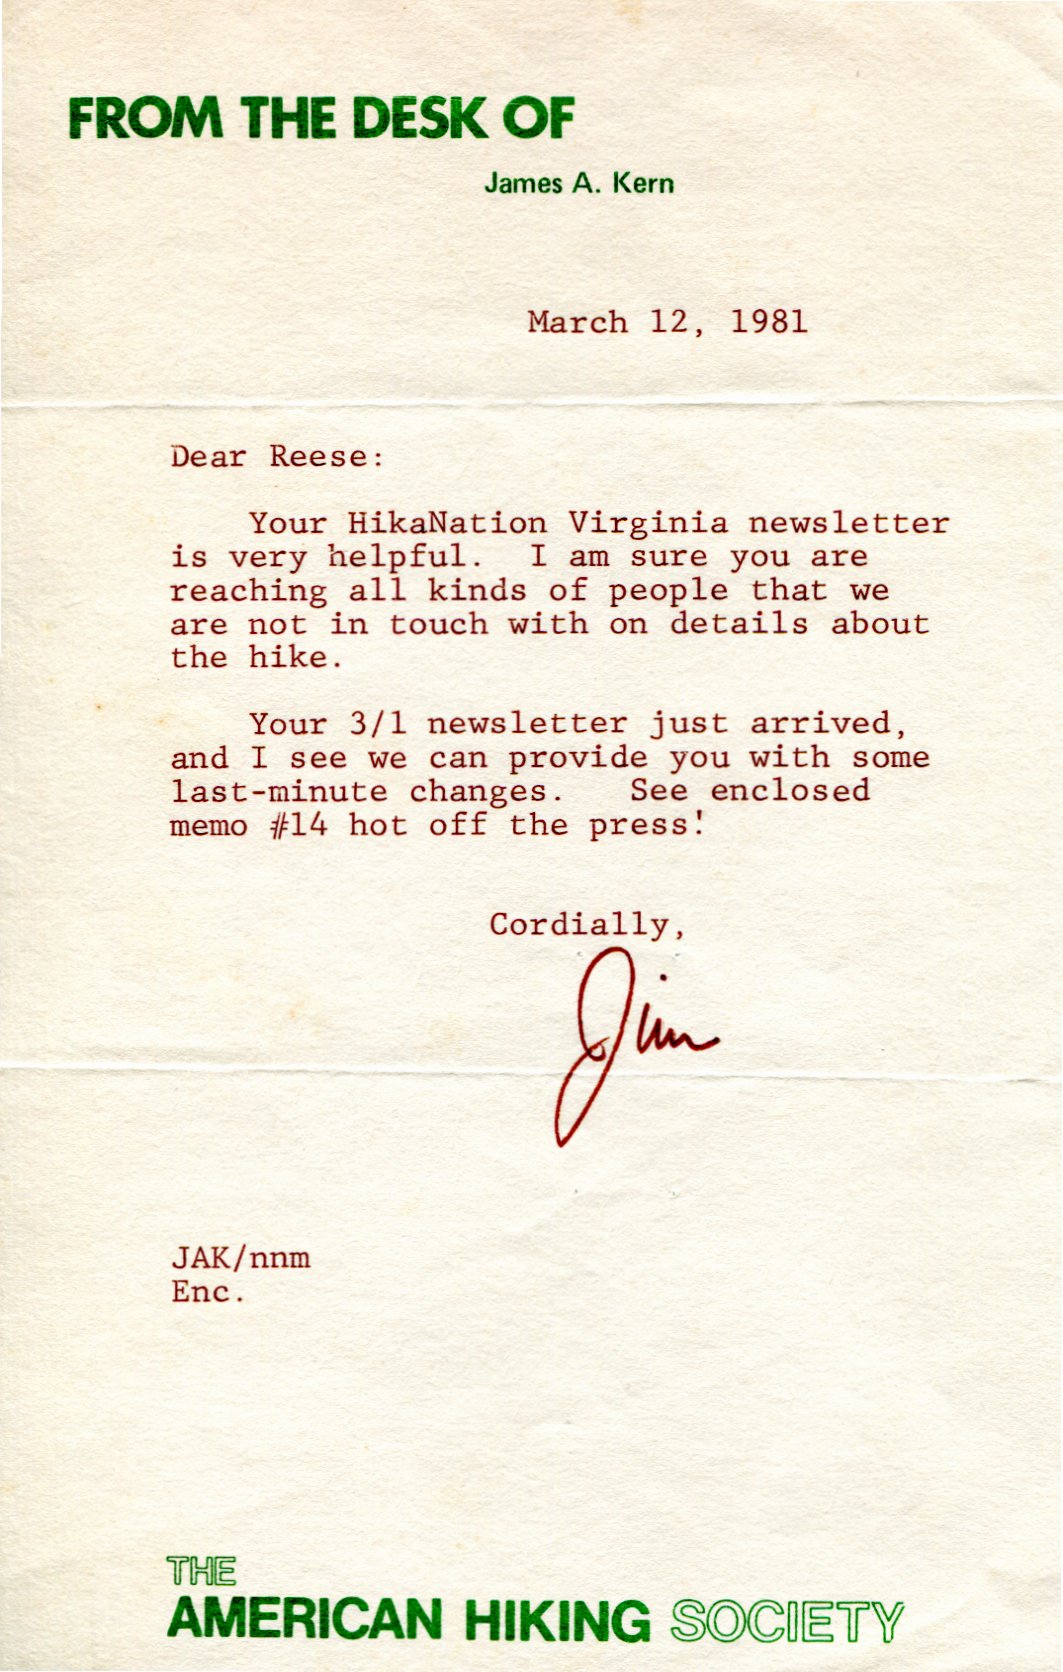 FROM THE DESK OF
James A. Kern
March 12, 1981
Dear Reese:
Your HikaNation Virginia newsletter
is very helpful. I am sure you are
reaching all kinds of people that we
are not in touch with on details about
the hike.
Your 3/1 newsletter just arrived,
and I see we can provide you with some
last-minute changes. See enclosed
memo #14 hot off the press!
Cordially,
Jim
JAK/nnm
Enc.
THE
AMERICAN HIKING SOCIETY